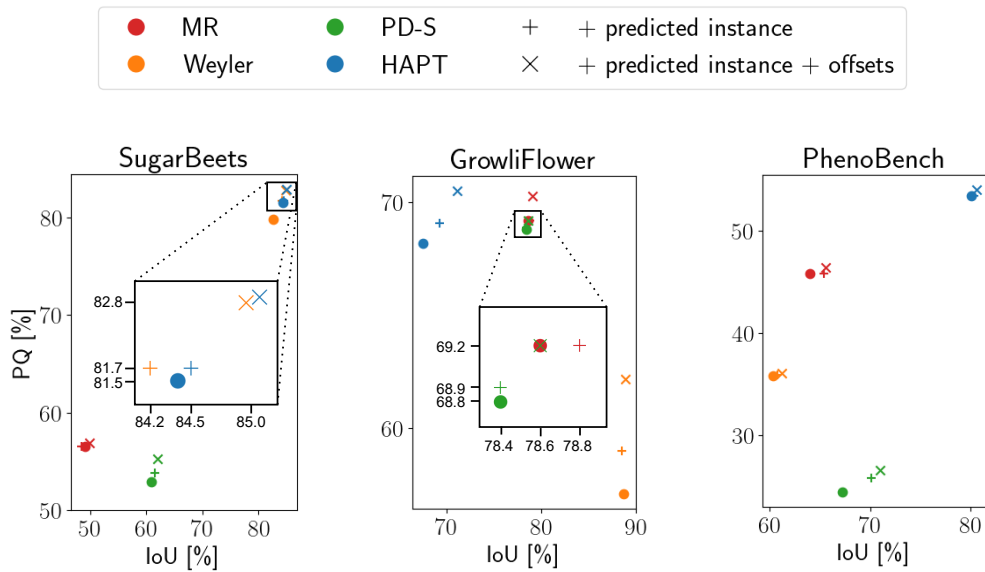 MR PD-S + + predicted instance
Weyler HAPT × + predicted instance + offsets
SugarBeets
GrowliFlower
PhenoBench
PQ [%]
80
70
60
50
82.8
81.7
81.5
84.2 84.5 85.0
50 60 70 80
IoU [%]
70
60
69.2
68.9
68.8
78.4 78.6 78.8
70 80 90
IoU [%]
50
40
30
60 70 80
IoU [%]